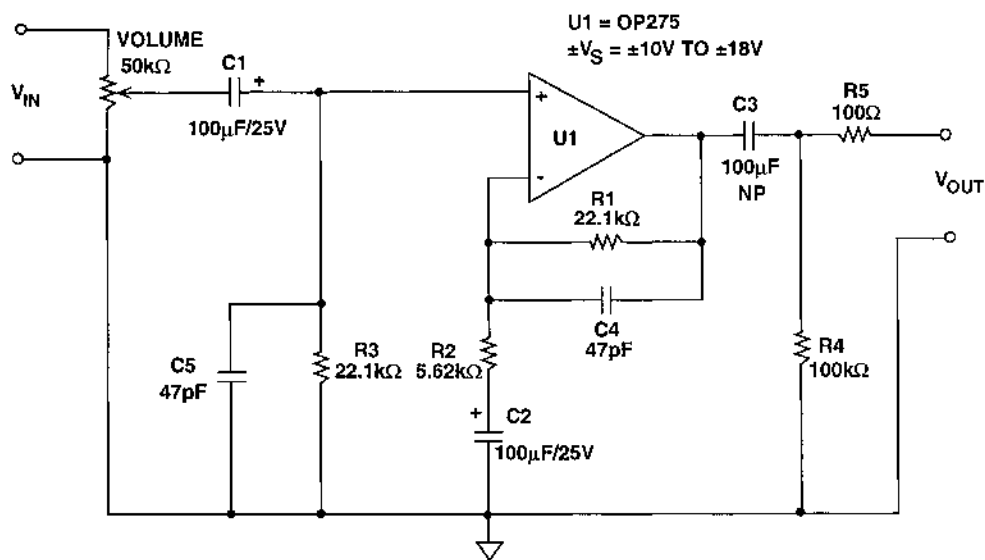 U1 = OP275
±VS = ±10V TO ±18V
VOLUME
50kΩ
C1
+
100μF/25V
VIN
+
U1
-
C3
100μF
NP
R5
100Ω
VOUT
R1
22.1kΩ
C4
47pF
C5
47pF
R3
22.1kΩ
R2
5.62kΩ
+
C2
100μF/25V
R4
100kΩ